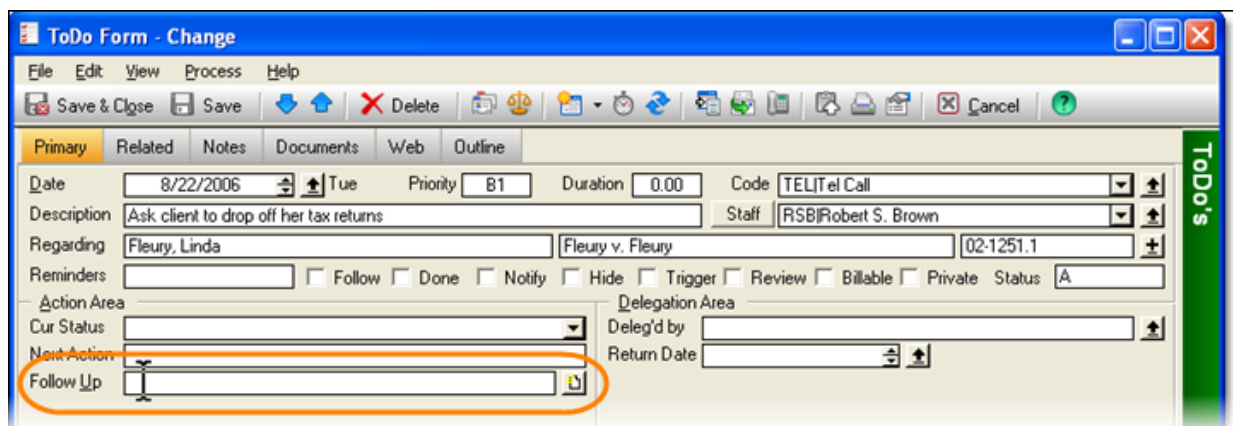 ToDo Form - Change
File Edit View Process Help
Save & Close Save Delete Cancel ?
Primary Related Notes Documents Web Outline
ToDo's
Date 8/22/2006 Tue Priority B1 Duration 0.00 Code TEL|Tel Call
Description Ask client to drop off her tax returns Staff RSB|Robert S. Brown
Regarding Fleury, Linda Fleury v. Fleury 02-1251.1
Reminders Follow Done Notify Hide Trigger Review Billable Private Status A
Action Area Delegation Area
Cur Status Deleg'd by
Next Action Return Date
Follow Up